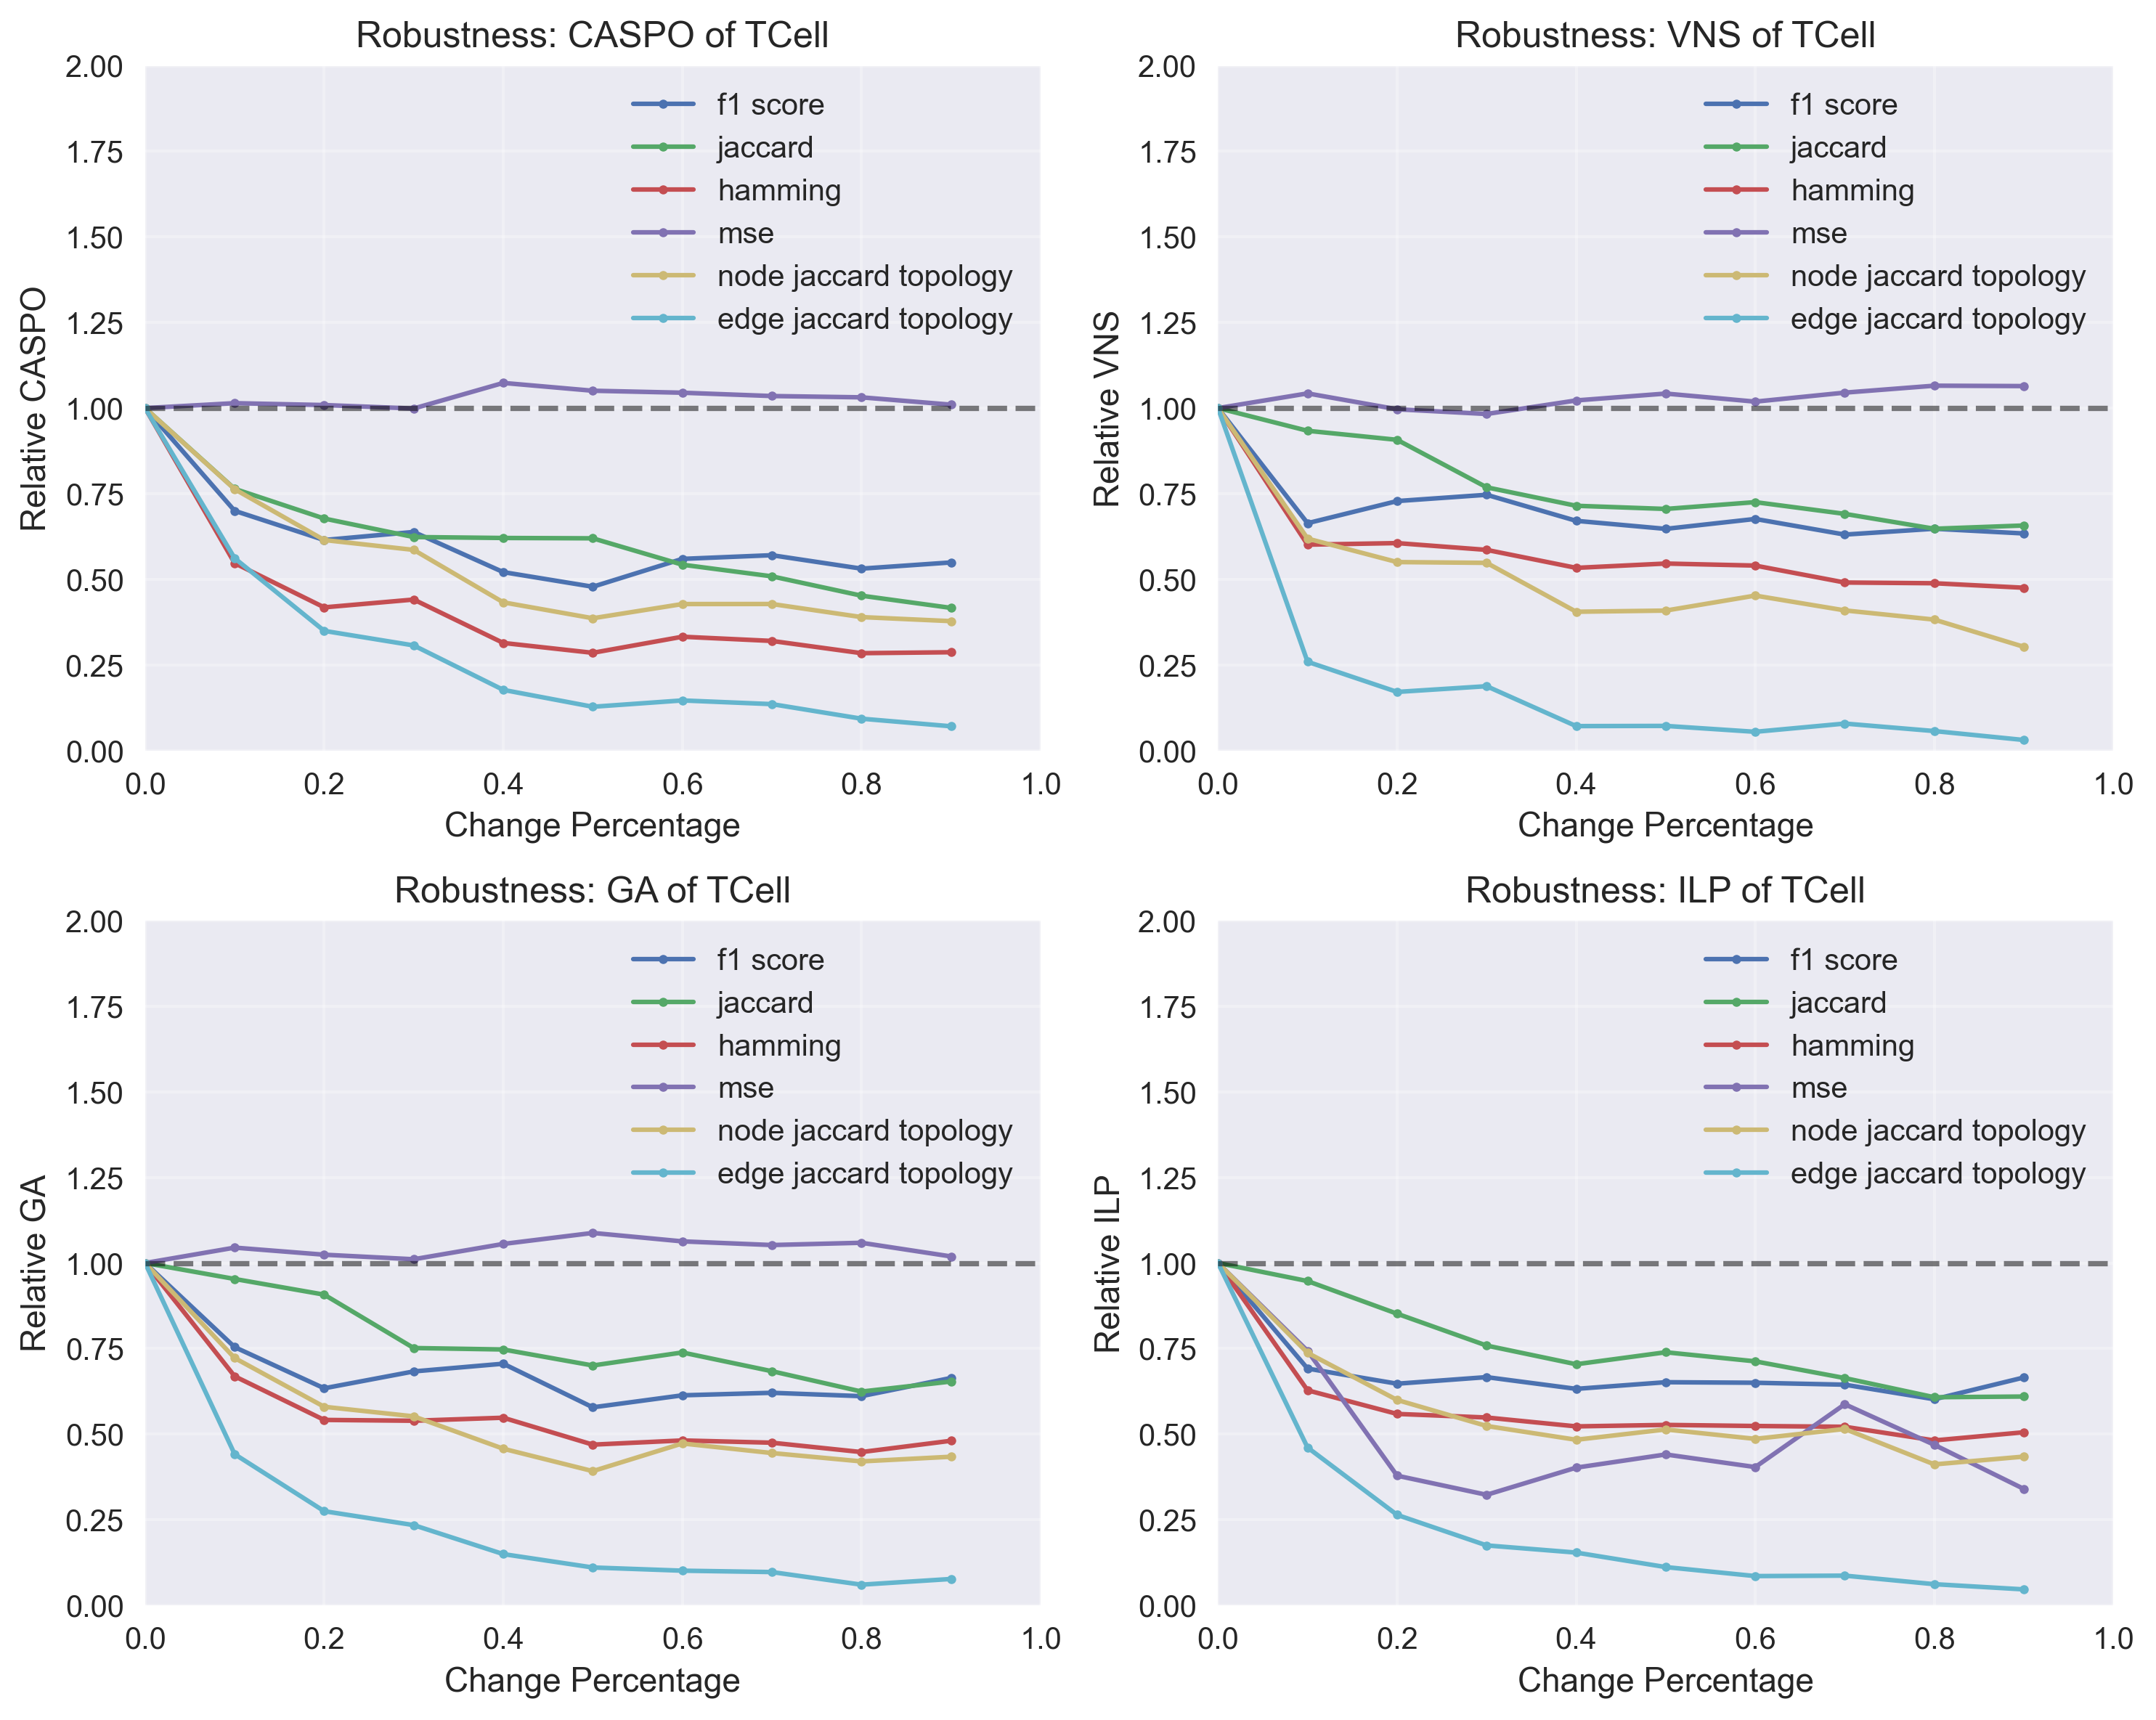 Robustness: CASPO of TCell
2.00
1.75
1.50
1.25
1.00
0.75
0.50
0.25
0.00
Relative CASPO
f1 score
jaccard
hamming
mse
node jaccard topology
edge jaccard topology
0.0 0.2 0.4 0.6 0.8 1.0
Change Percentage
Robustness: VNS of TCell
2.00
1.75
1.50
1.25
1.00
0.75
0.50
0.25
0.00
Relative VNS
f1 score
jaccard
hamming
mse
node jaccard topology
edge jaccard topology
0.0 0.2 0.4 0.6 0.8 1.0
Change Percentage
Robustness: GA of TCell
2.00
1.75
1.50
1.25
1.00
0.75
0.50
0.25
0.00
Relative GA
f1 score
jaccard
hamming
mse
node jaccard topology
edge jaccard topology
0.0 0.2 0.4 0.6 0.8 1.0
Change Percentage
Robustness: ILP of TCell
2.00
1.75
1.50
1.25
1.00
0.75
0.50
0.25
0.00
Relative ILP
f1 score
jaccard
hamming
mse
node jaccard topology
edge jaccard topology
0.0 0.2 0.4 0.6 0.8 1.0
Change Percentage